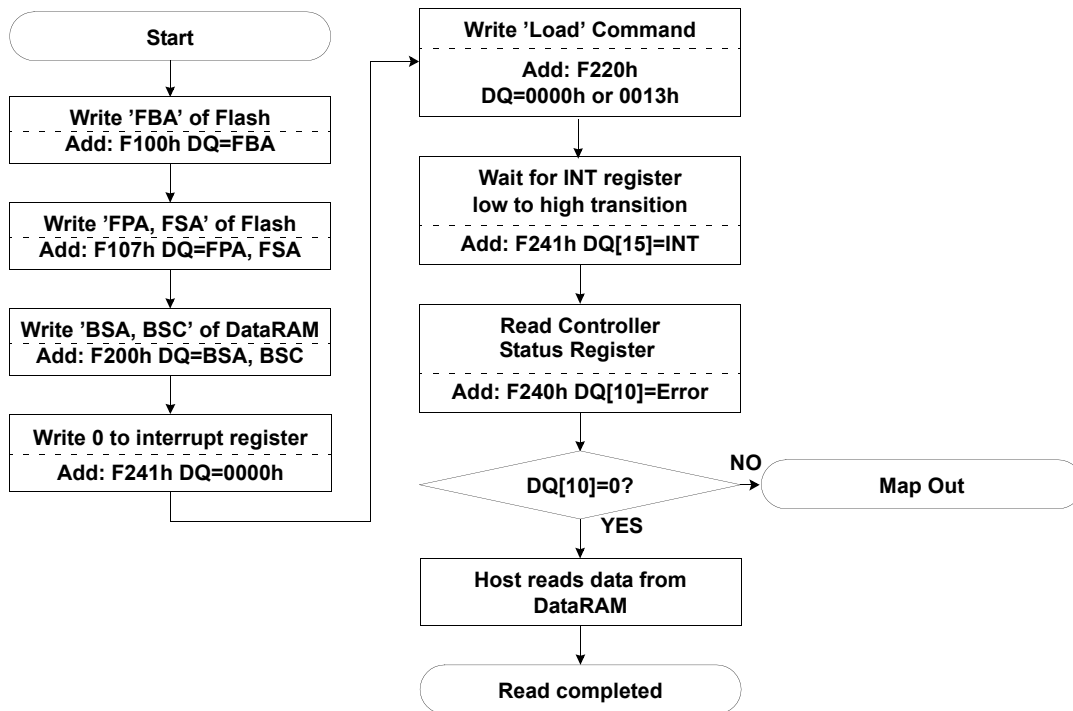 Start
Write ’FBA’ of Flash
Add: F100h DQ=FBA
Write ’FPA, FSA’ of Flash
Add: F107h DQ=FPA, FSA
Write ’BSA, BSC’ of DataRAM
Add: F200h DQ=BSA, BSC
Write 0 to interrupt register
Add: F241h DQ=0000h
Write ’Load’ Command
Add: F220h
DQ=0000h or 0013h
Wait for INT register
low to high transition
Add: F241h DQ[15]=INT
Read Controller
Status Register
Add: F240h DQ[10]=Error
DQ[10]=0?
NO
Map Out
YES
Host reads data from
DataRAM
Read completed